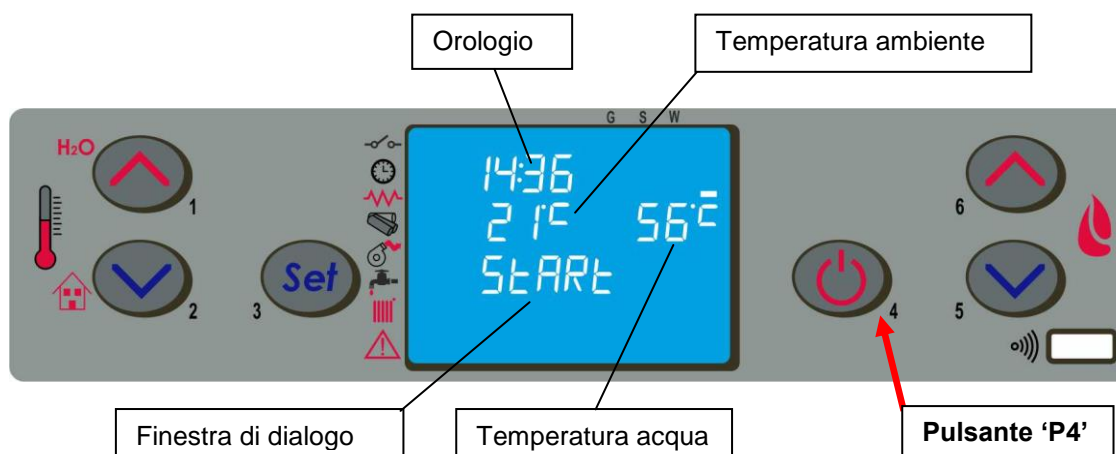 Orologio
Temperatura ambiente
G S W
H₂O
14:36
1
6
21°C
56°C
Set
StARt
2
3
4
5
Finestra di dialogo
Temperatura acqua
Pulsante ‘P4’